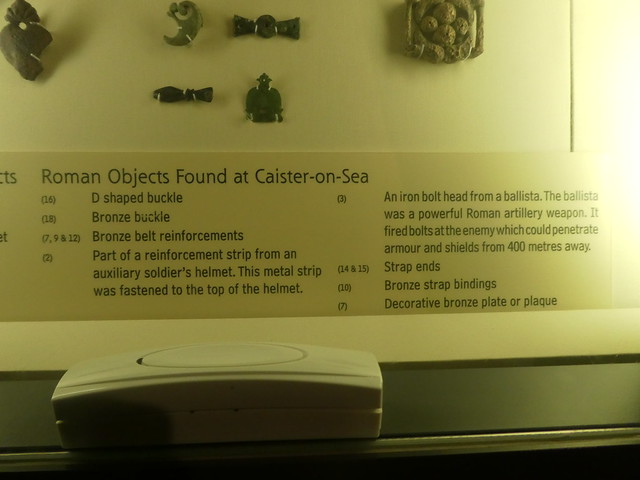 cts
et
Roman Objects Found at Caister-on-Sea
(16) D shaped buckle
(18) Bronze buckle
(7, 9 & 12) Bronze belt reinforcements
(2) Part of a reinforcement strip from an
auxiliary soldier's helmet. This metal strip
was fastened to the top of the helmet.
(3) An iron bolt head from a ballista. The ballista
was a powerful Roman artillery weapon. It
fired bolts at the enemy which could penetrate
armour and shields from 400 metres away.
(14 & 15) Strap ends
(10) Bronze strap bindings
(7) Decorative bronze plate or plaque